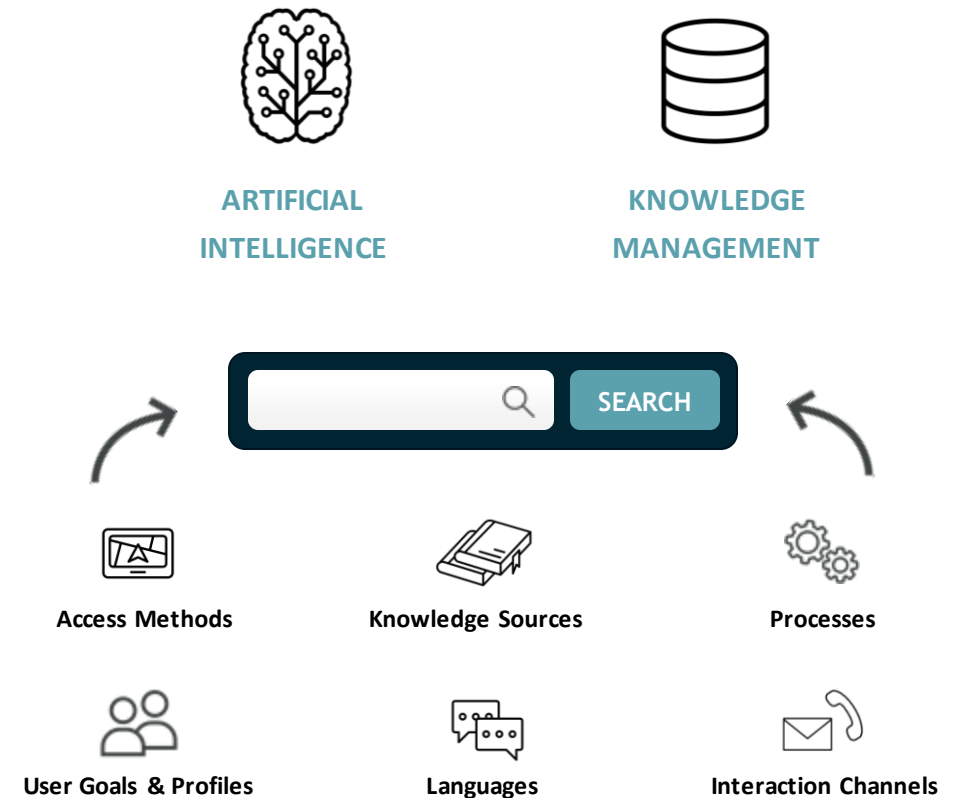 ARTIFICIAL
INTELLIGENCE
KNOWLEDGE
MANAGEMENT
SEARCH
Access Methods
Knowledge Sources
Processes
User Goals & Profiles
Languages
Interaction Channels